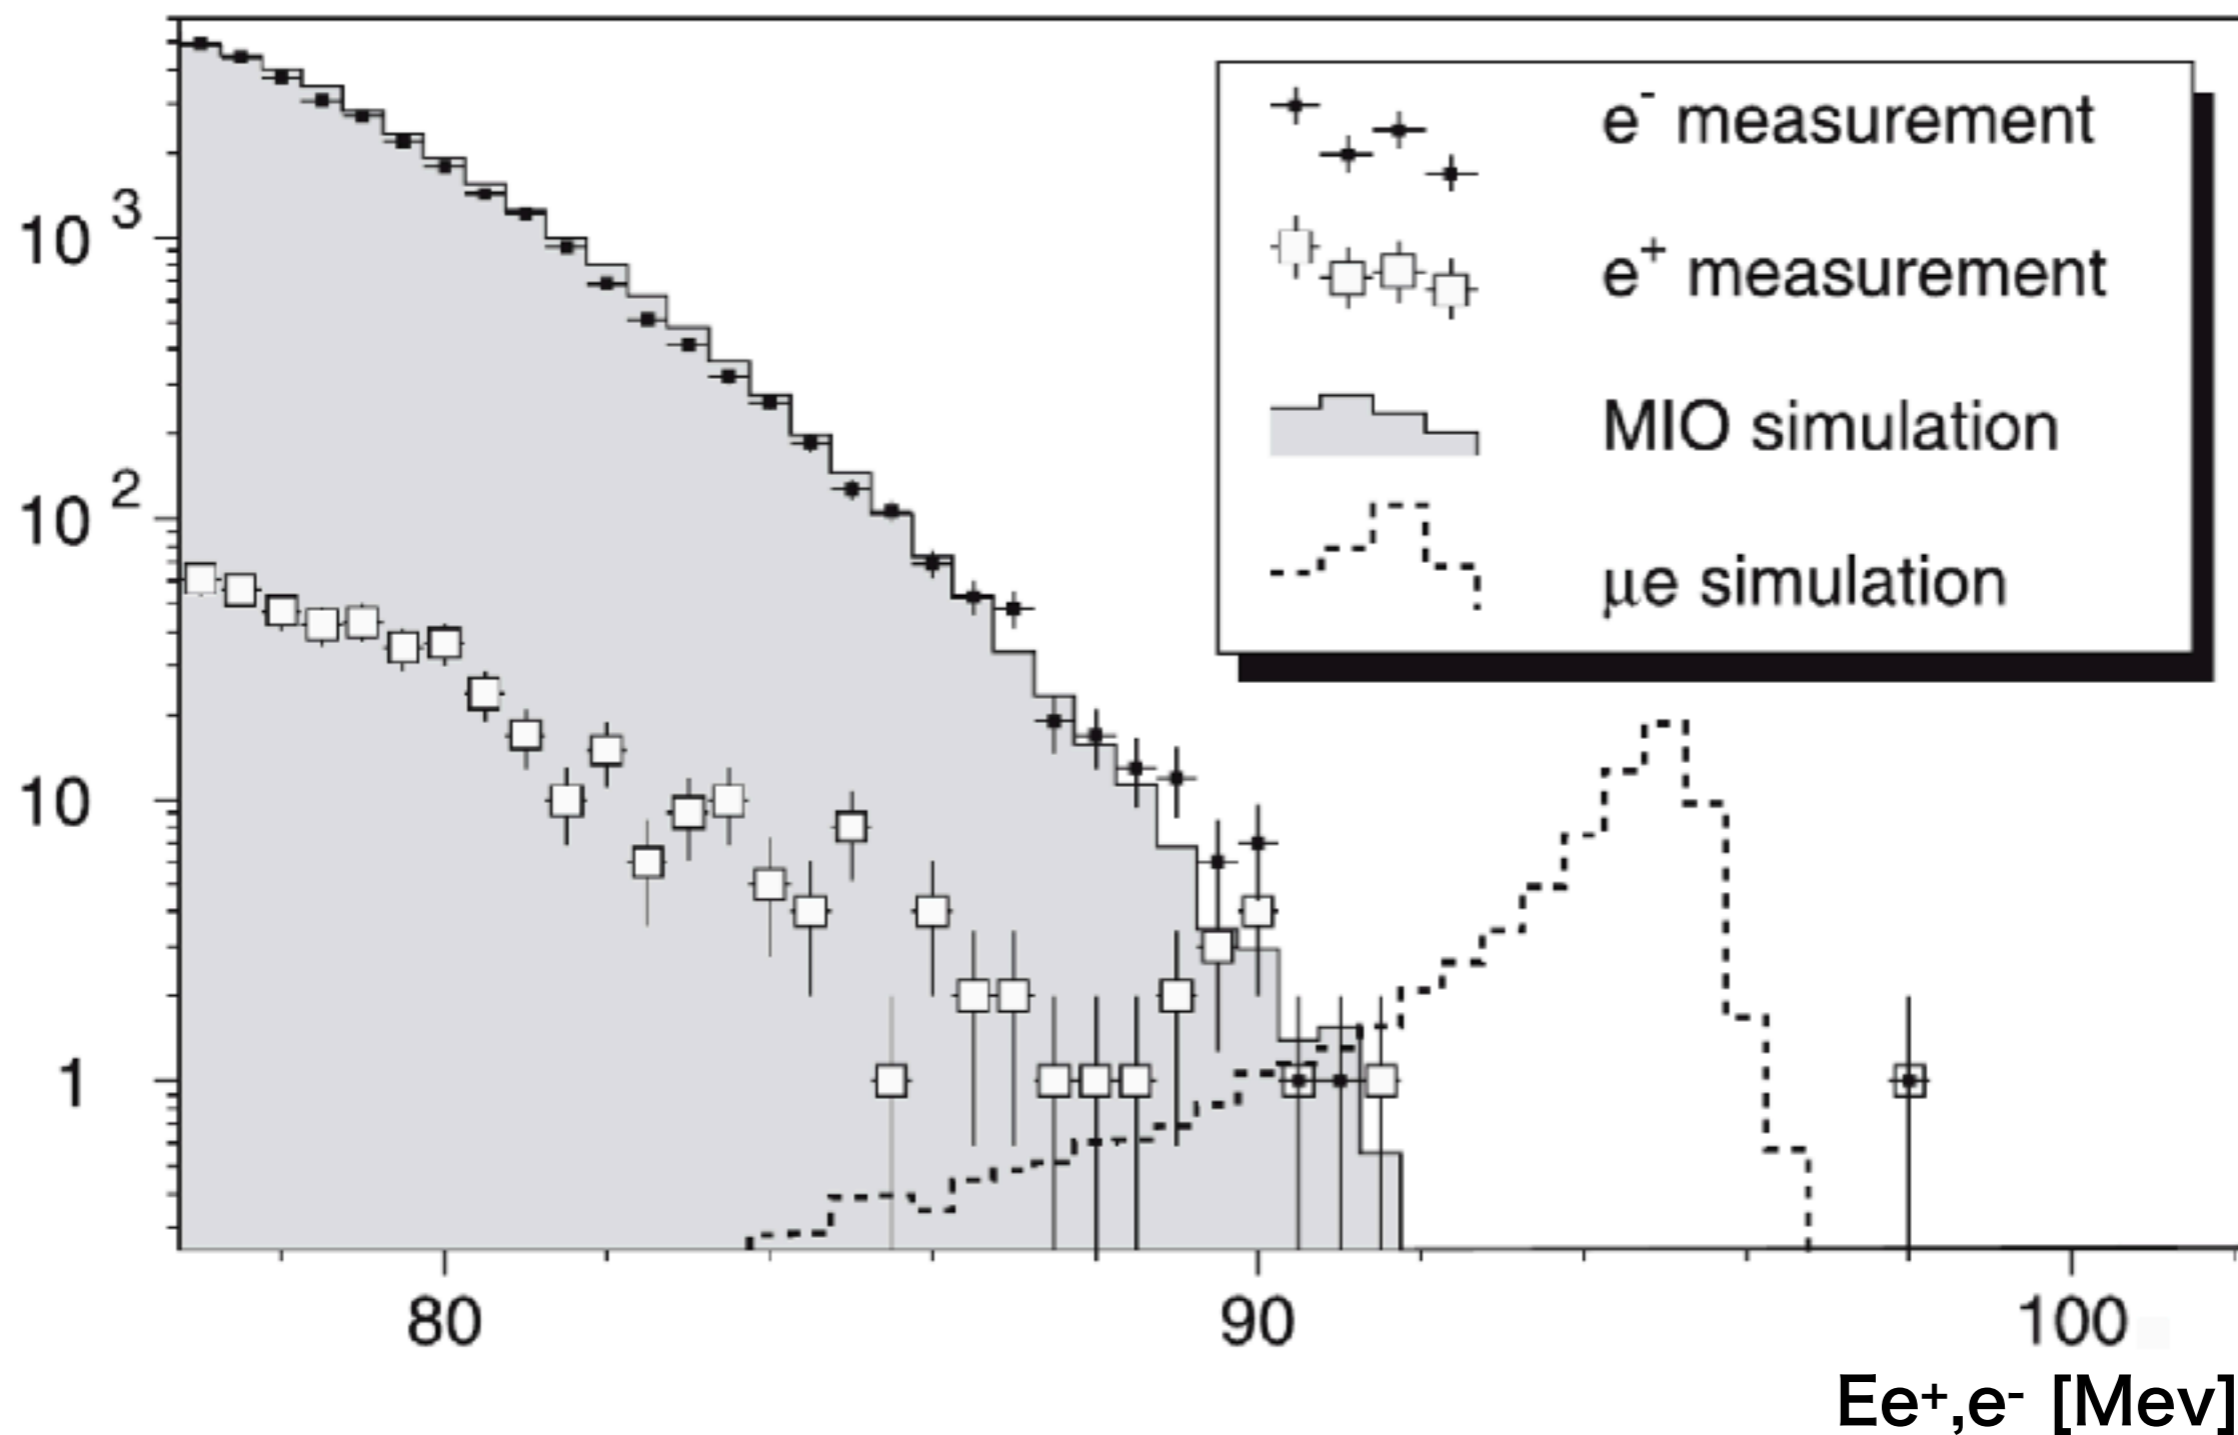 e⁻ measurement
e⁺ measurement
MIO simulation
μe simulation
10³
10²
10
1
80 90 100
Ee⁺,e⁻ [Mev]